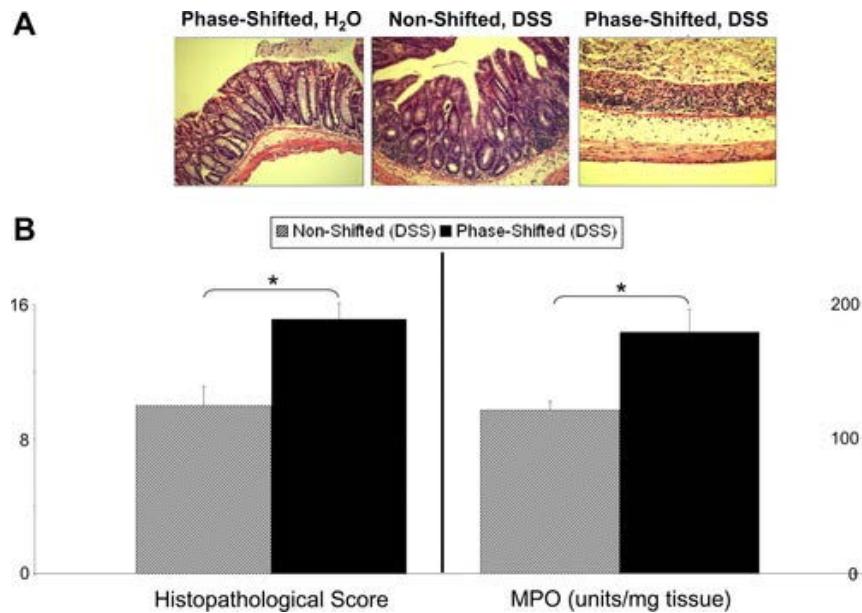 A
Phase-Shifted, H₂O
Non-Shifted, DSS
Phase-Shifted, DSS
B
Non-Shifted (DSS) Phase-Shifted (DSS)
* *
16 200
8 100
0 0
Histopathological Score MPO (units/mg tissue)